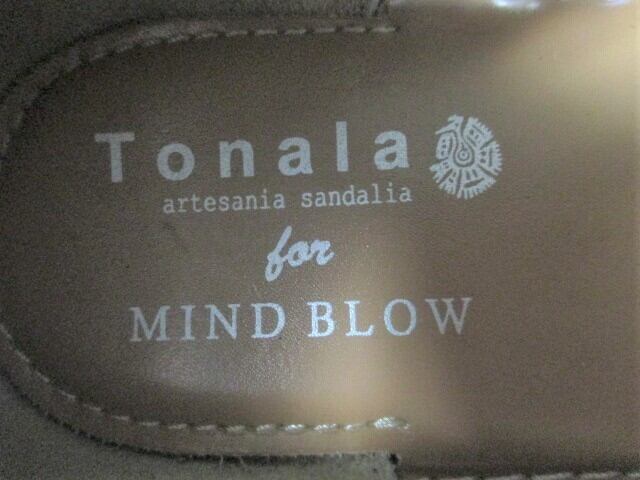 Tonala
artesania sandalia
for
MIND BLOW